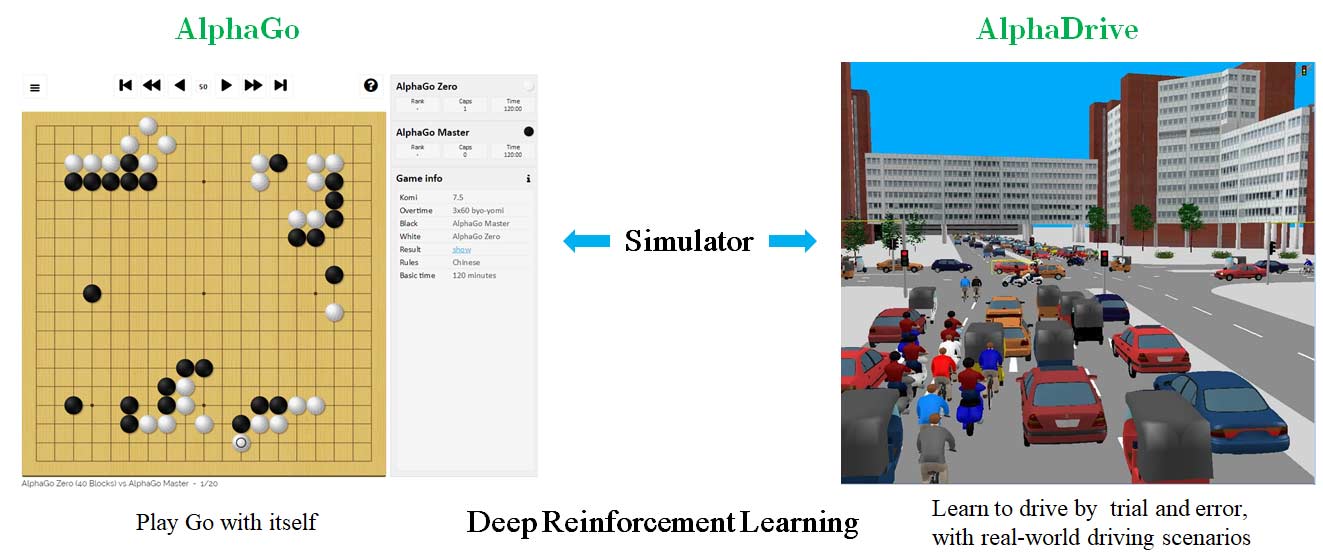 AlphaGo
AlphaDrive
50
AlphaGo Zero
Rank Caps Time
- 1 120:00
AlphaGo Master
Rank Caps Time
- 0 120:00
Game info
Komi 7.5
Overtime 3x60 byo-yomi
Black AlphaGo Master
White AlphaGo Zero
Result show
Rules Chinese
Basic time 120 minutes
Simulator
AlphaGo Zero (40 Blocks) vs AlphaGo Master - 1/20
Play Go with itself
Deep Reinforcement Learning
Learn to drive by trial and error,
with real-world driving scenarios